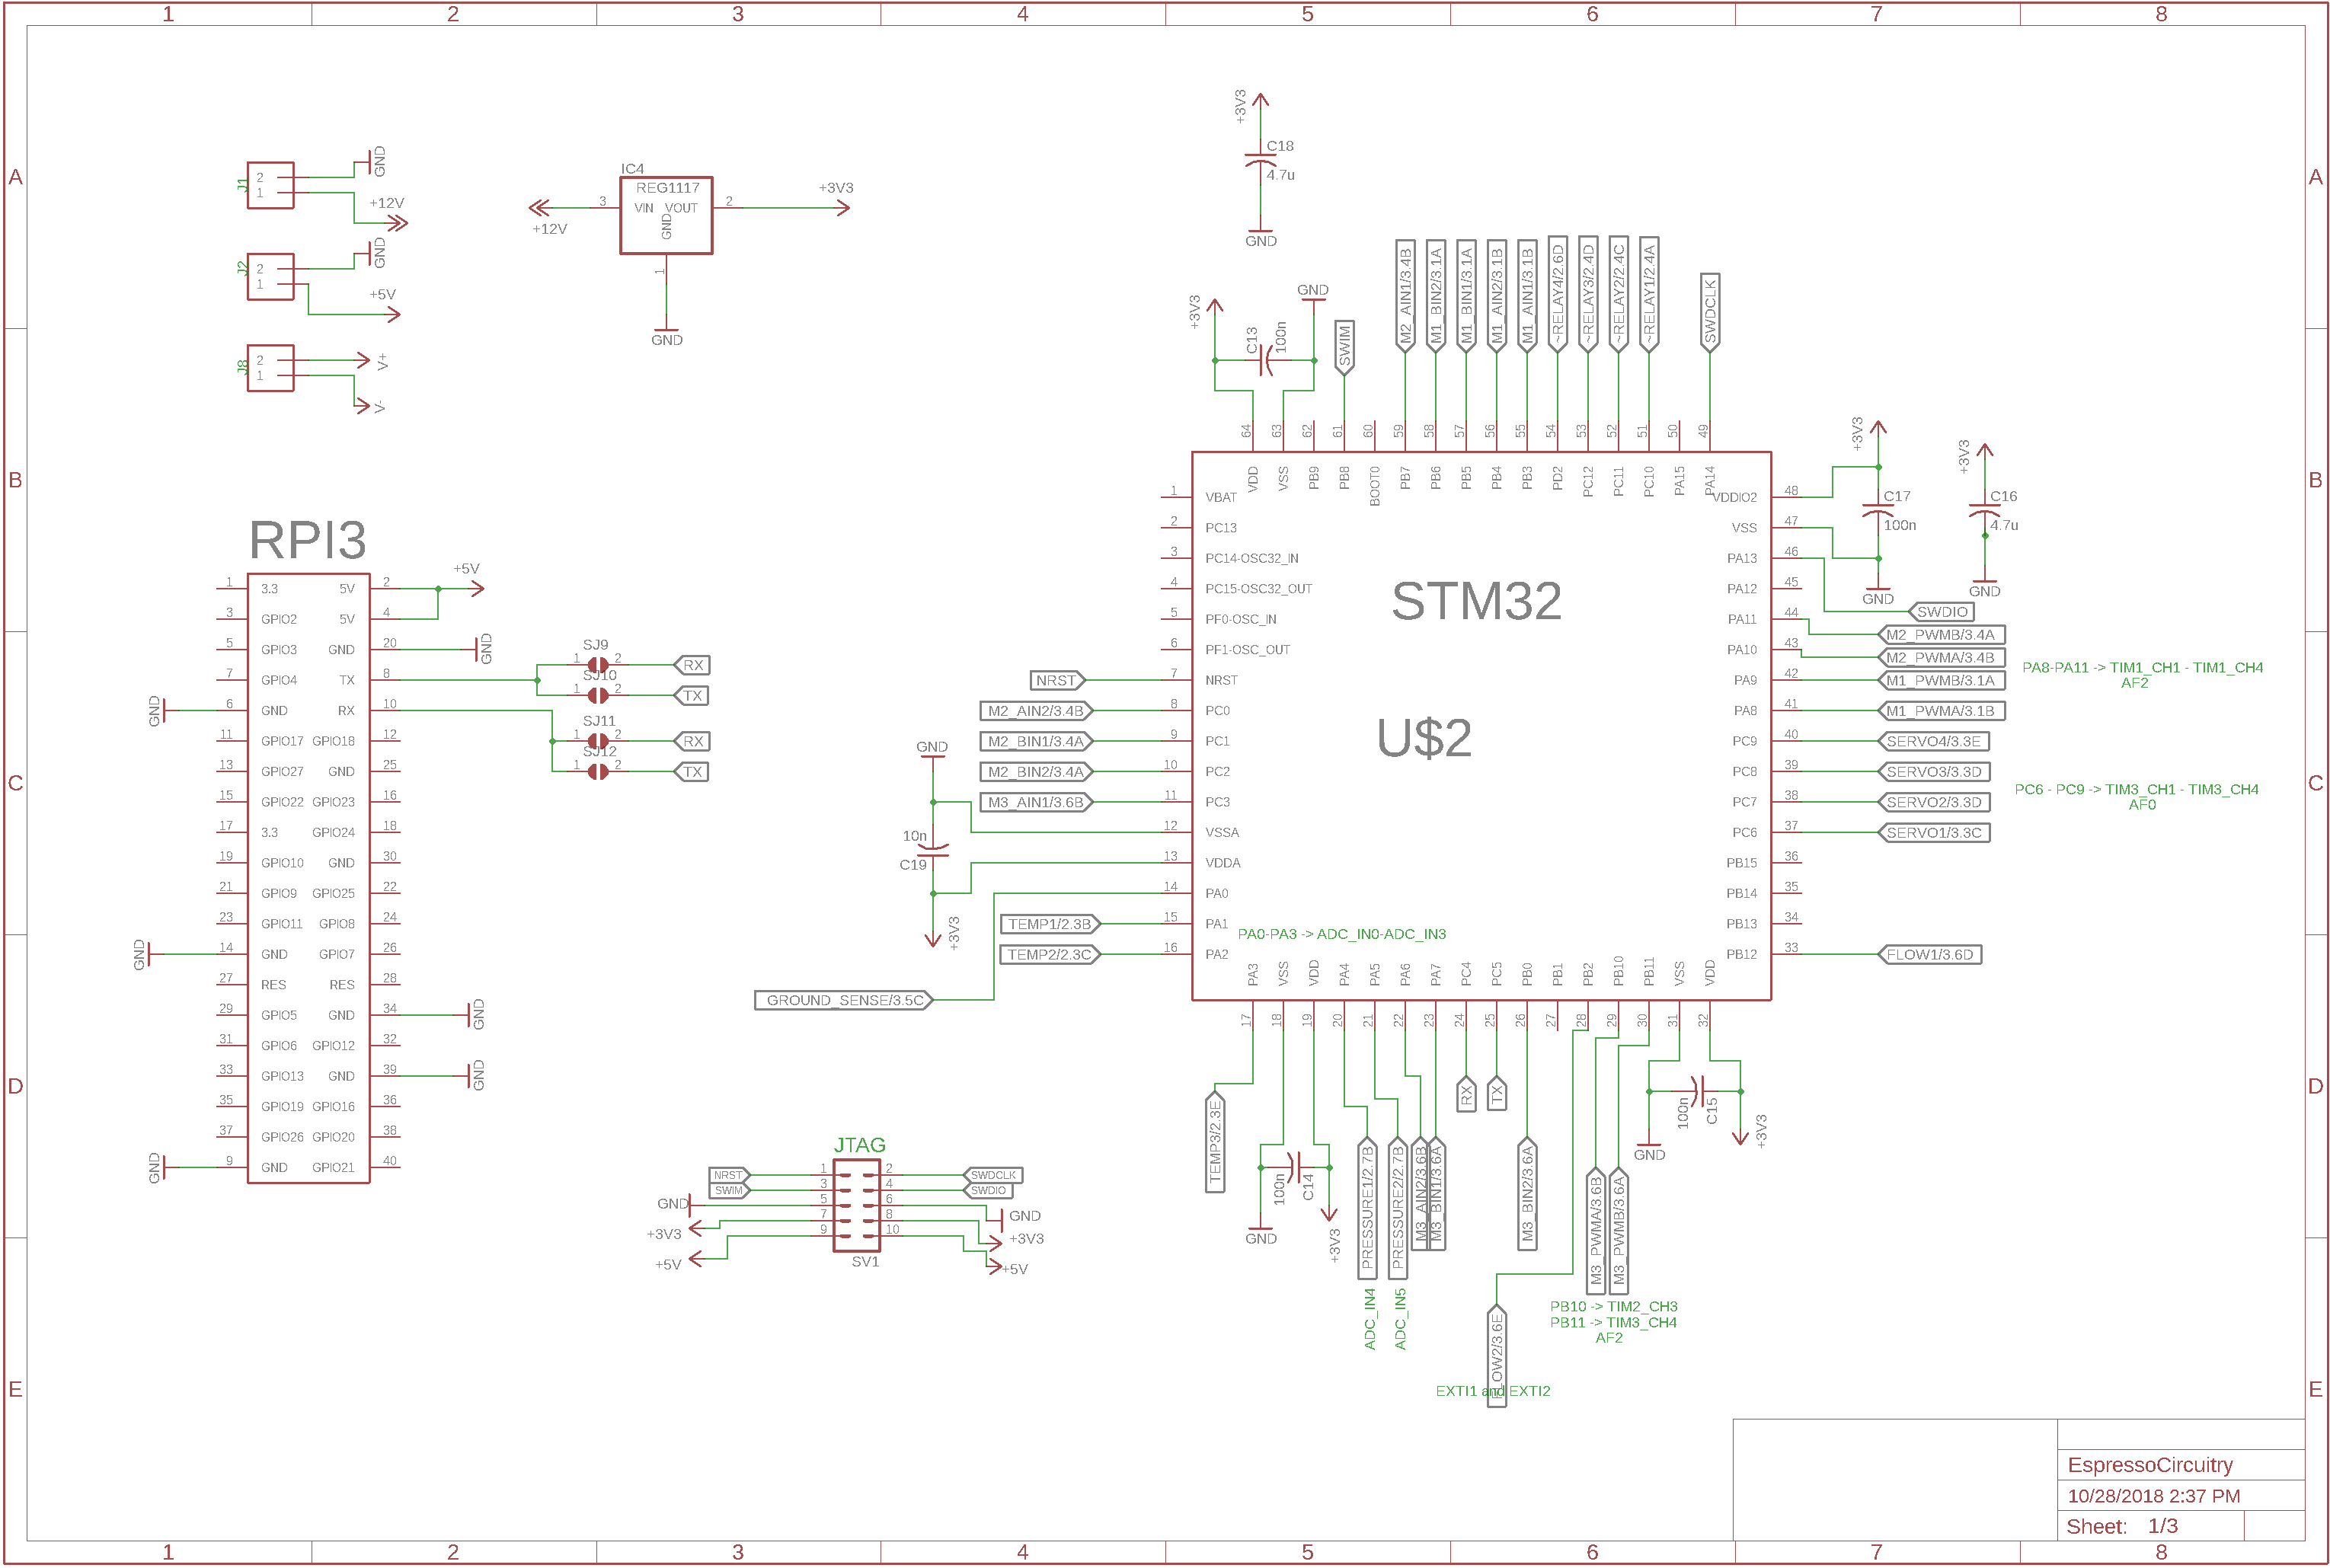 1 2 3 4 5 6 7 8
A
B
C
D
E
A
B
C
D
E
J1
2
1
GND
+12V
J2
2
1
GND
+5V
J8
2
1
V+
V-
IC4
REG1117
VIN VOUT
GND
3
2
1
+12V
+3V3
GND
+3V3
C18
4.7u
GND
RPI3
1 3.3 5V 2
3 GPIO2 5V 4
5 GPIO3 GND 20
7 GPIO4 TX 8
6 GND RX 10
11 GPIO17 GPIO18 12
13 GPIO27 GND 25
15 GPIO22 GPIO23 16
17 3.3 GPIO24 18
19 GPIO10 GND 30
21 GPIO9 GPIO25 22
23 GPIO11 GPIO8 24
14 GND GPIO7 26
27 RES RES 28
29 GPIO5 GND 34
31 GPIO6 GPIO12 32
33 GPIO13 GND 39
35 GPIO19 GPIO16 36
37 GPIO26 GPIO20 38
9 GND GPIO21 40
+5V
GND
GND
GND
GND
GND
GND
SJ9
1 2 RX
SJ10
1 2 TX
SJ11
1 2 RX
SJ12
1 2 TX
JTAG
NRST 1 2 SWDCLK
SWIM 3 4 SWDIO
GND 5 6 GND
+3V3 7 8 +3V3
+5V 9 10 +5V
SV1
STM32
U$2
+3V3
C13
100n
GND
SWIM
M2_AIN1/3.4B
M1_BIN2/3.1A
M1_BIN1/3.1A
M1_AIN2/3.1B
M1_AIN1/3.1B
~RELAY4/2.6D
~RELAY3/2.4D
~RELAY2/2.4C
~RELAY1/2.4A
SWDCLK
64 VDD
63 VSS
62 PB9
61 PB8
60 BOOT0
59 PB7
58 PB6
57 PB5
56 PB4
55 PB3
54 PD2
53 PC12
52 PC11
51 PC10
50 PA15
49 PA14
1 VBAT
2 PC13
3 PC14-OSC32_IN
4 PC15-OSC32_OUT
5 PF0-OSC_IN
6 PF1-OSC_OUT
NRST 7 NRST
M2_AIN2/3.4B 8 PC0
M2_BIN1/3.4A 9 PC1
M2_BIN2/3.4A 10 PC2
M3_AIN1/3.6B 11 PC3
12 VSSA
13 VDDA
14 PA0
TEMP1/2.3B 15 PA1
TEMP2/2.3C 16 PA2
GROUND_SENSE/3.5C
GND
10n
C19
+3V3
PA0-PA3 -> ADC_IN0-ADC_IN3
VDDIO2 48
VSS 47
PA13 46
PA12 45
PA11 44
PA10 43
PA9 42
PA8 41
PC9 40
PC8 39
PC7 38
PC6 37
PB15 36
PB14 35
PB13 34
PB12 33
+3V3
C17
100n
GND
+3V3
C16
4.7u
GND
SWDIO
M2_PWMB/3.4A
M2_PWMA/3.4B
M1_PWMB/3.1A
M1_PWMA/3.1B
SERVO4/3.3E
SERVO3/3.3D
SERVO2/3.3D
SERVO1/3.3C
FLOW1/3.6D
PA8-PA11 -> TIM1_CH1 - TIM1_CH4
AF2
PC6 - PC9 -> TIM3_CH1 - TIM3_CH4
AF0
PA3 17
VSS 18
VDD 19
PA4 20
PA5 21
PA6 22
PA7 23
PC4 24
PC5 25
PB0 26
PB1 27
PB2 28
PB10 29
PB11 30
VSS 31
VDD 32
TEMP3/2.3E
100n
C14
GND
+3V3
PRESSURE1/2.7B
PRESSURE2/2.7B
M3_AIN2/3.6B
M3_BIN1/3.6A
RX
TX
M3_BIN2/3.6A
M3_PWMA/3.6B
M3_PWMB/3.6A
100n
C15
GND
+3V3
ADC_IN4
ADC_IN5
FLOW2/3.6E
EXTI1 and EXTI2
PB10 -> TIM2_CH3
PB11 -> TIM3_CH4
AF2
EspressoCircuitry
10/28/2018 2:37 PM
Sheet: 1/3
1 2 3 4 5 6 7 8